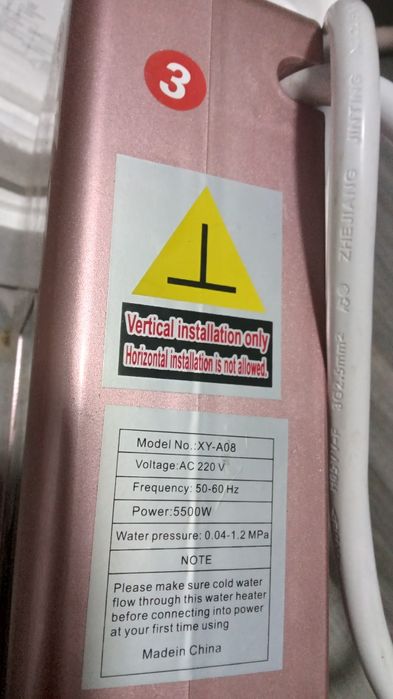 3
Vertical installation only
Horizontal installation is not allowed.
Model No.:XY-A08
Voltage:AC 220 V
Frequency: 50-60 Hz
Power:5500W
Water pressure: 0.04-1.2 MPa
NOTE
Please make sure cold water
flow through this water heater
before connecting into power
at your first time using
Madein China
ZHEJIANG JINTING
3G2.5mm²